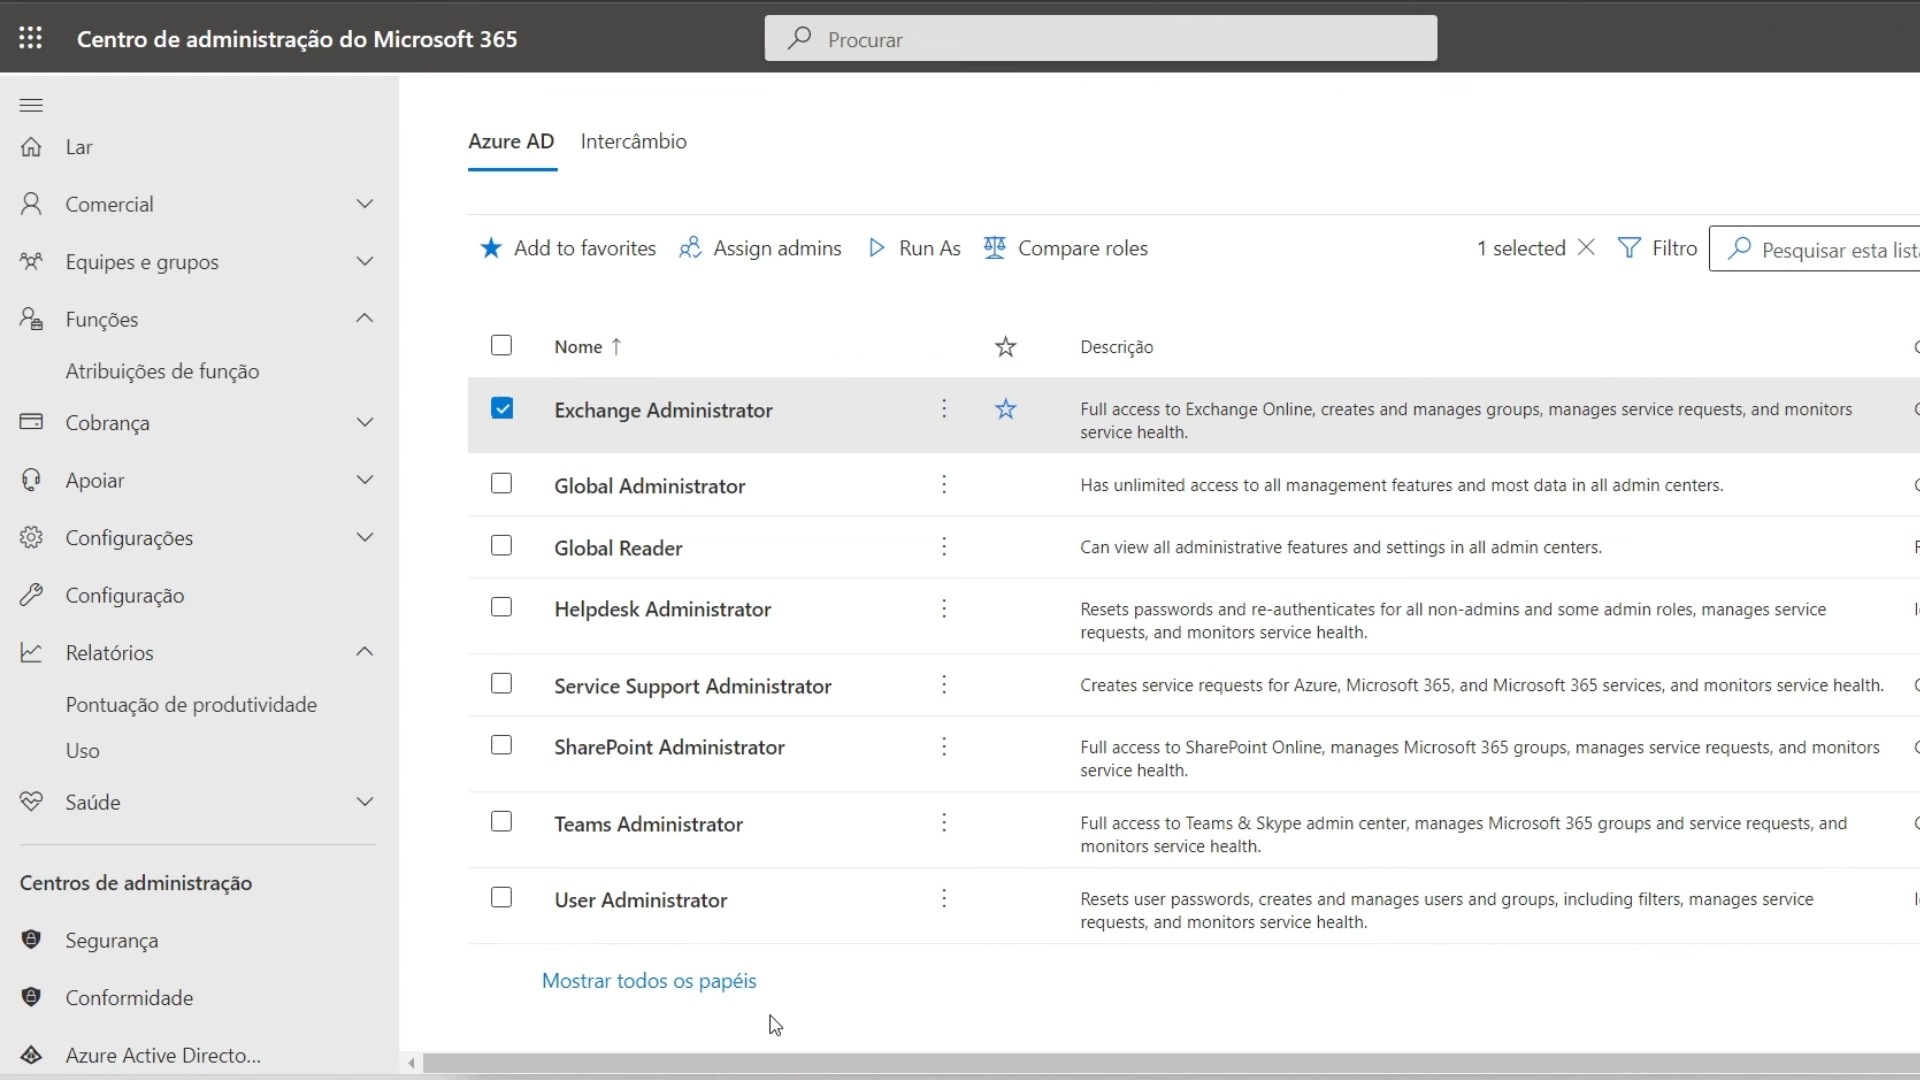 Centro de administração do Microsoft 365
Procurar
Lar
Comercial
Equipes e grupos
Funções
Atribuições de função
Cobrança
Apoiar
Configurações
Configuração
Relatórios
Pontuação de produtividade
Uso
Saúde
Centros de administração
Segurança
Conformidade
Azure Active Directo...
Azure AD Intercâmbio
Add to favorites Assign admins Run As Compare roles 1 selected Filtro Pesquisar esta lista
Nome ↑ Descrição
Exchange Administrator
Full access to Exchange Online, creates and manages groups, manages service requests, and monitors
service health.
Global Administrator
Has unlimited access to all management features and most data in all admin centers.
Global Reader
Can view all administrative features and settings in all admin centers.
Helpdesk Administrator
Resets passwords and re-authenticates for all non-admins and some admin roles, manages service
requests, and monitors service health.
Service Support Administrator
Creates service requests for Azure, Microsoft 365, and Microsoft 365 services, and monitors service health.
SharePoint Administrator
Full access to SharePoint Online, manages Microsoft 365 groups, manages service requests, and monitors
service health.
Teams Administrator
Full access to Teams & Skype admin center, manages Microsoft 365 groups and service requests, and
monitors service health.
User Administrator
Resets user passwords, creates and manages users and groups, including filters, manages service
requests, and monitors service health.
Mostrar todos os papéis